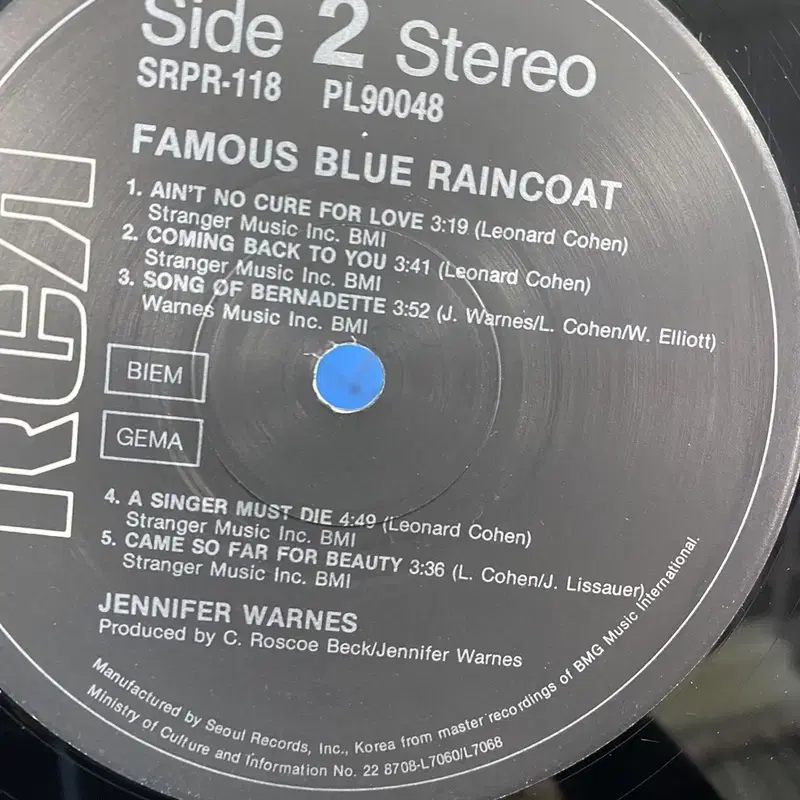 Side 2 Stereo
SRPR-118 PL90048
FAMOUS BLUE RAINCOAT
1. AIN'T NO CURE FOR LOVE 3:19 (Leonard Cohen)
Stranger Music Inc. BMI
2. COMING BACK TO YOU 3:41 (Leonard Cohen)
Stranger Music Inc. BMI
3. SONG OF BERNADETTE 3:52 (J. Warnes/L. Cohen/W. Elliott)
Warnes Music Inc. BMI
RCA
BIEM
GEMA
4. A SINGER MUST DIE 4:49 (Leonard Cohen)
Stranger Music Inc. BMI
5. CAME SO FAR FOR BEAUTY 3:36 (L. Cohen/J. Lissauer)
Stranger Music Inc. BMI
JENNIFER WARNES
Produced by C. Roscoe Beck/Jennifer Warnes
Manufactured by Seoul Records, Inc., Korea from master recordings of BMG Music International.
Ministry of Culture and Information No. 22 8708-L7060/L7068